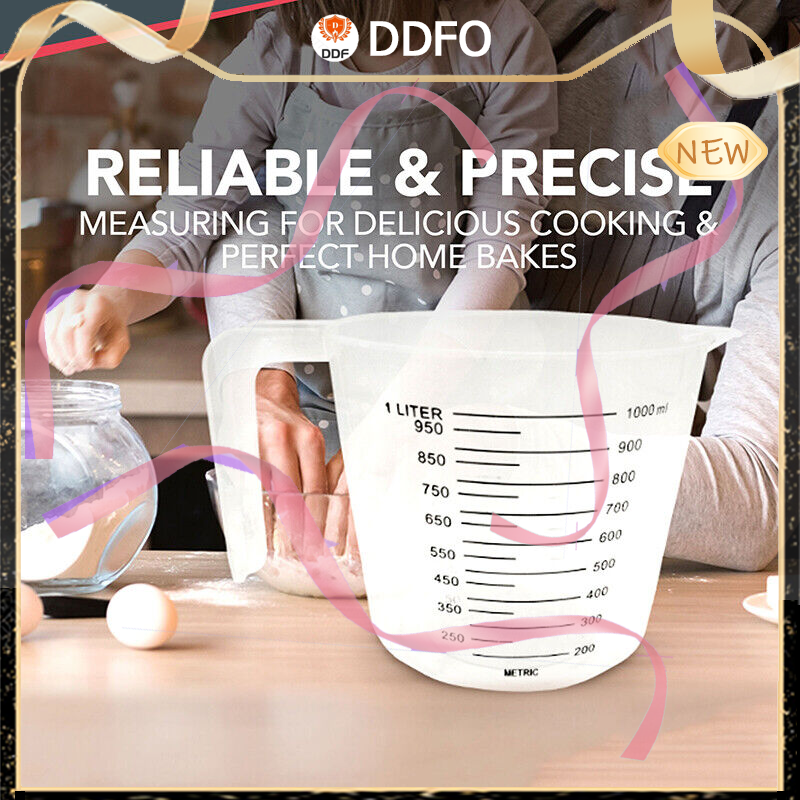 DDF
DDFO
NEW
RELIABLE & PRECISE
MEASURING FOR DELICIOUS COOKING &
PERFECT HOME BAKES
1 LITER 1000 ml
950
900
850
800
750
700
650
600
550
500
450
400
350
300
250
200
METRIC